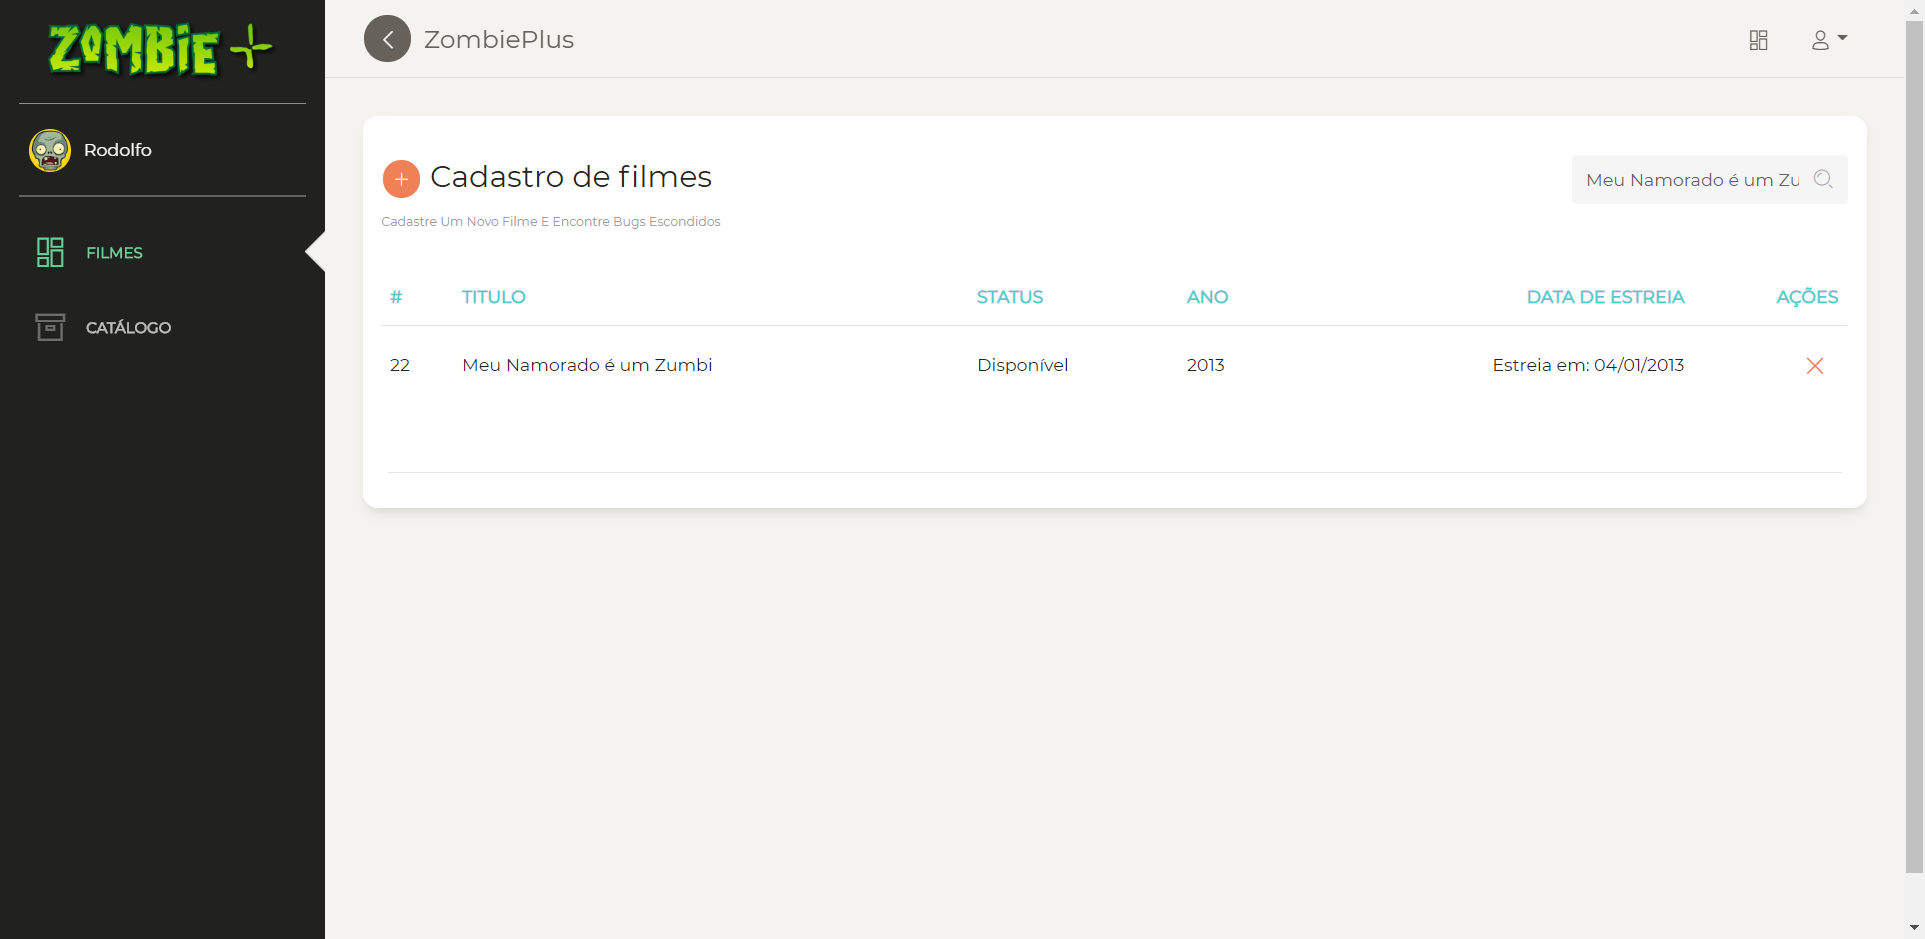 ZOMBIE +
Rodolfo
FILMES
CATÁLOGO
ZombiePlus
Cadastro de filmes
Meu Namorado é um Zu
Cadastre Um Novo Filme E Encontre Bugs Escondidos
# TITULO STATUS ANO DATA DE ESTREIA AÇÕES
22 Meu Namorado é um Zumbi Disponível 2013 Estreia em: 04/01/2013